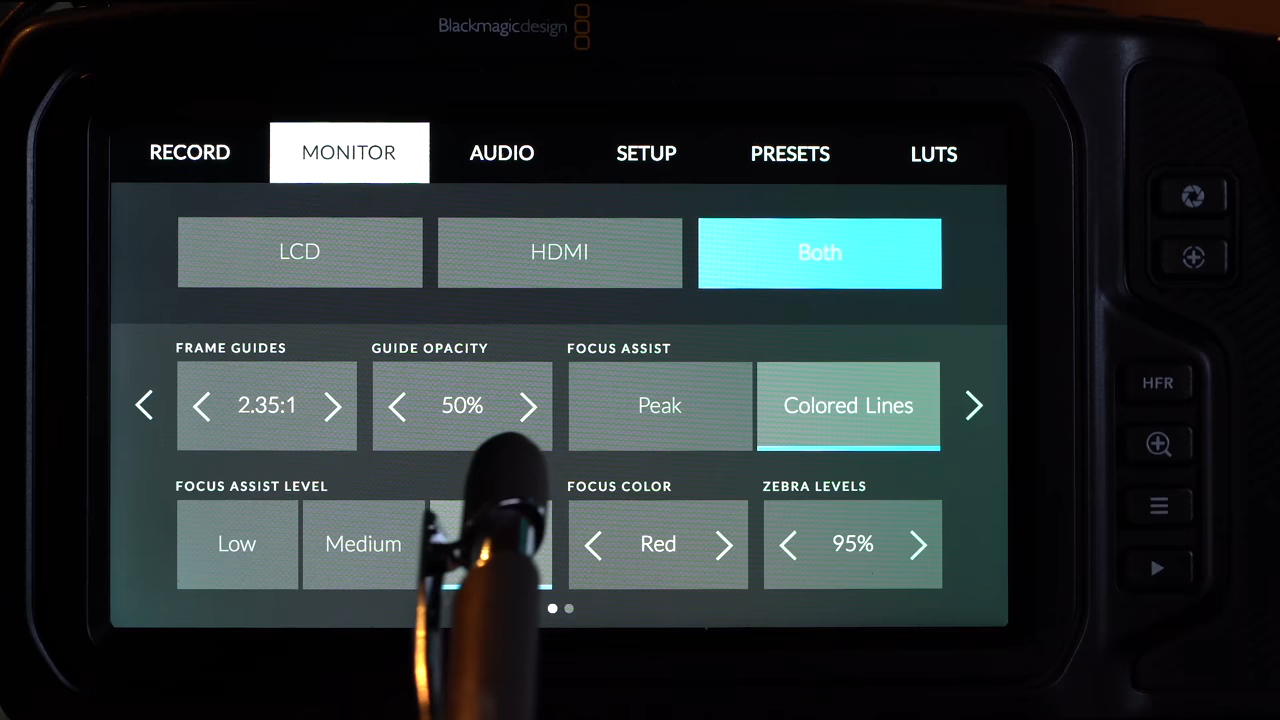 Blackmagicdesign
RECORD MONITOR AUDIO SETUP PRESETS LUTS
LCD HDMI Both
FRAME GUIDES GUIDE OPACITY FOCUS ASSIST
2.35:1 50% Peak Colored Lines
HFR
FOCUS ASSIST LEVEL FOCUS COLOR ZEBRA LEVELS
Low Medium Red 95%